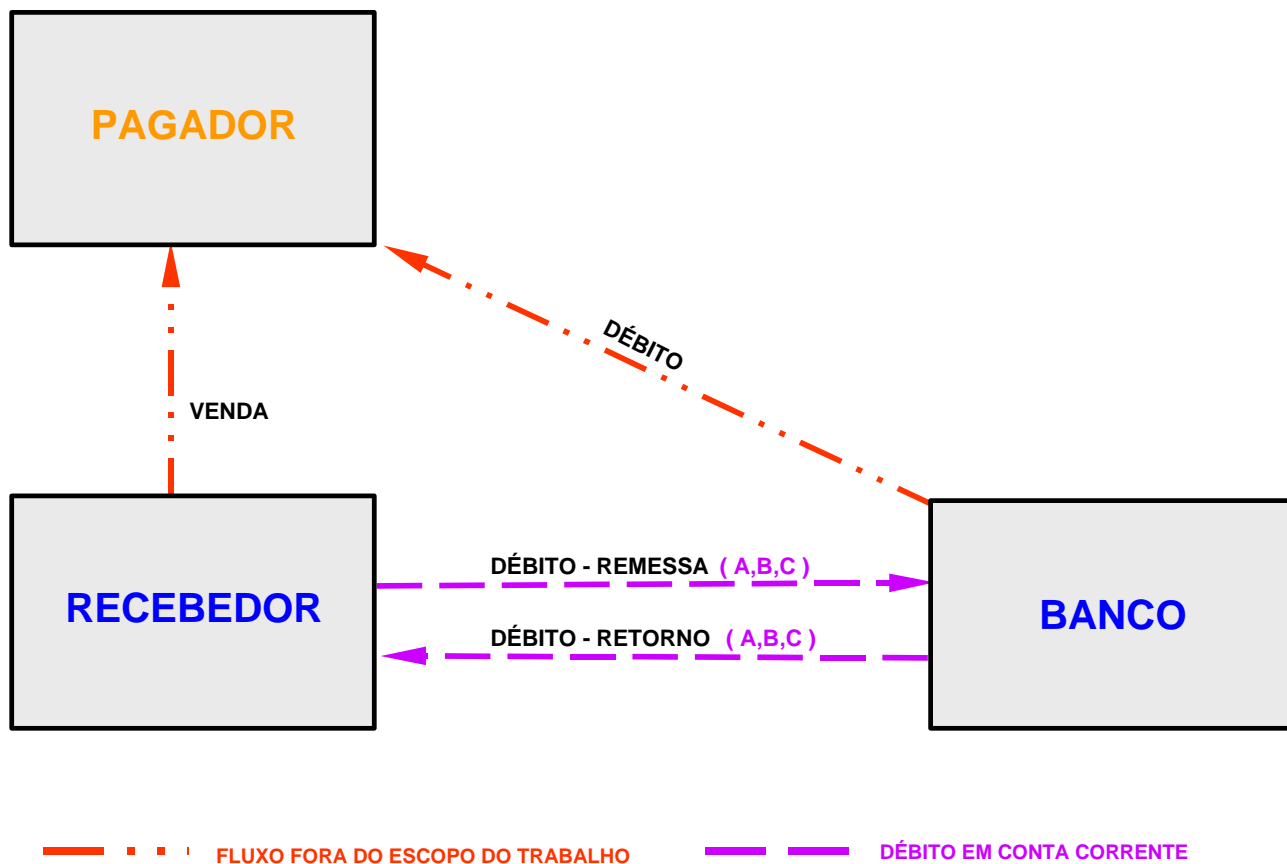 PAGADOR
DÉBITO
VENDA
DÉBITO - REMESSA ( A,B,C )
RECEBEDOR
BANCO
DÉBITO - RETORNO ( A,B,C )
FLUXO FORA DO ESCOPO DO TRABALHO
DÉBITO EM CONTA CORRENTE